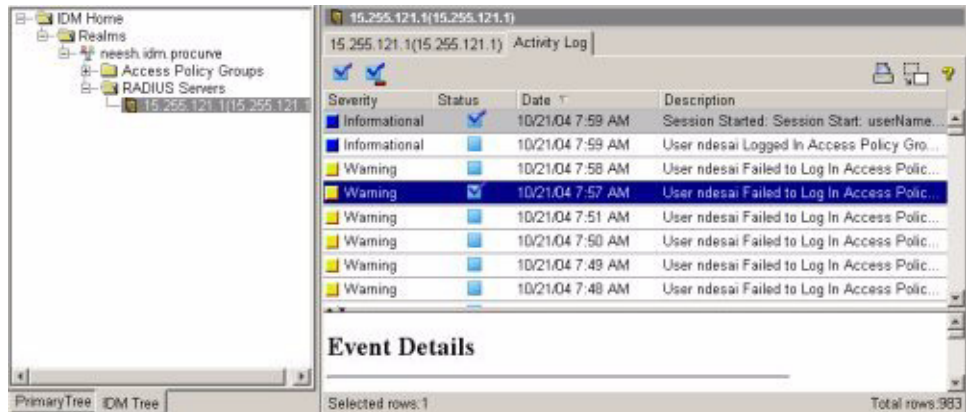 IDM Home
Realms
neesh.idm.procurve
Access Policy Groups
RADIUS Servers
15.255.121.1(15.255.121.1
PrimaryTree IDM Tree
15.255.121.1(15.255.121.1)
15.255.121.1(15.255.121.1) Activity Log
Severity Status Date Description
Informational 10/21/04 7:59 AM Session Started: Session Start: userName...
Informational 10/21/04 7:59 AM User ndesai Logged In Access Policy Gro...
Warning 10/21/04 7:58 AM User ndesai Failed to Log In Access Polic...
Warning 10/21/04 7:57 AM User ndesai Failed to Log In Access Polic...
Warning 10/21/04 7:51 AM User ndesai Failed to Log In Access Polic...
Warning 10/21/04 7:50 AM User ndesai Failed to Log In Access Polic...
Warning 10/21/04 7:49 AM User ndesai Failed to Log In Access Polic...
Warning 10/21/04 7:48 AM User ndesai Failed to Log In Access Polic...
Event Details
Selected rows:1 Total rows:983